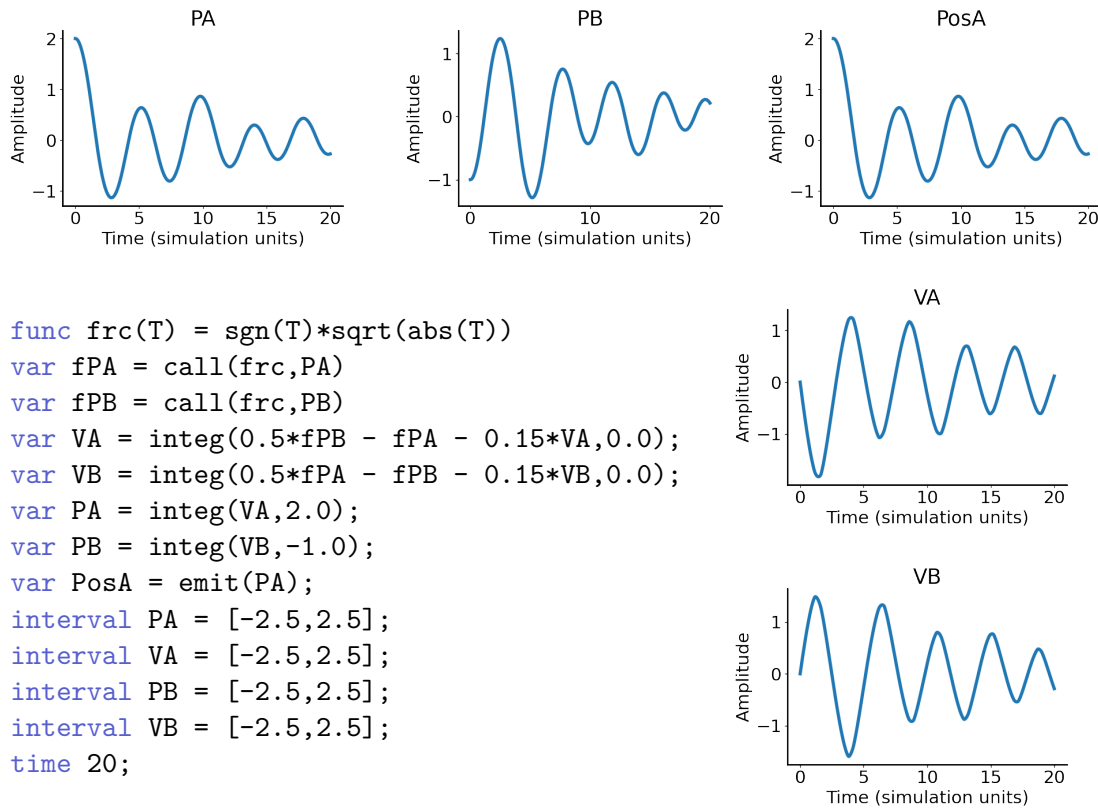 PA
Amplitude
2
1
0
−1
0 5 10 15 20
Time (simulation units)
PB
Amplitude
1
0
−1
0 10 20
Time (simulation units)
PosA
Amplitude
2
1
0
−1
0 5 10 15 20
Time (simulation units)
func frc(T) = sgn(T)*sqrt(abs(T))
var fPA = call(frc,PA)
var fPB = call(frc,PB)
var VA = integ(0.5*fPB - fPA - 0.15*VA,0.0);
var VB = integ(0.5*fPA - fPB - 0.15*VB,0.0);
var PA = integ(VA,2.0);
var PB = integ(VB,-1.0);
var PosA = emit(PA);
interval PA = [-2.5,2.5];
interval VA = [-2.5,2.5];
interval PB = [-2.5,2.5];
interval VB = [-2.5,2.5];
time 20;
VA
Amplitude
1
0
−1
0 5 10 15 20
Time (simulation units)
VB
Amplitude
1
0
−1
0 5 10 15 20
Time (simulation units)